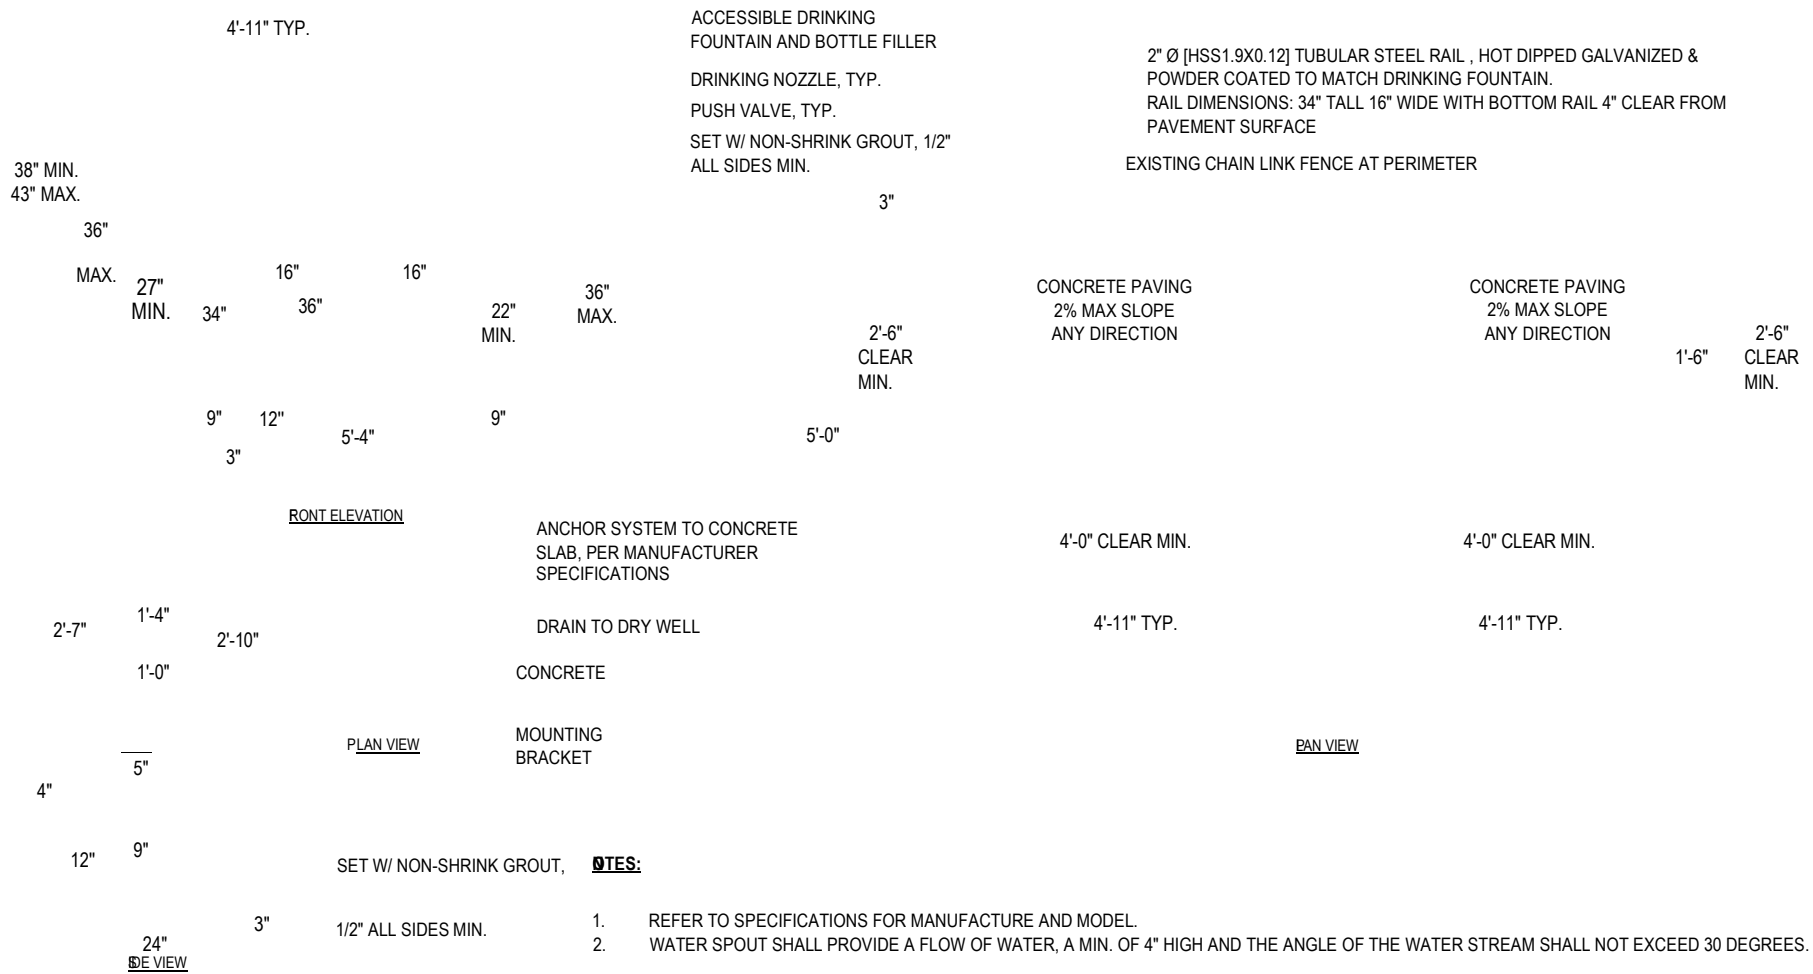 4'-11" TYP.
ACCESSIBLE DRINKING
FOUNTAIN AND BOTTLE FILLER
DRINKING NOZZLE, TYP.
PUSH VALVE, TYP.
SET W/ NON-SHRINK GROUT, 1/2"
ALL SIDES MIN.
2" Ø [HSS1.9X0.12] TUBULAR STEEL RAIL , HOT DIPPED GALVANIZED &
POWDER COATED TO MATCH DRINKING FOUNTAIN.
RAIL DIMENSIONS: 34" TALL 16" WIDE WITH BOTTOM RAIL 4" CLEAR FROM
PAVEMENT SURFACE
EXISTING CHAIN LINK FENCE AT PERIMETER
38" MIN.
43" MAX.
3"
36"
MAX.
27"
MIN.
34"
16"
36"
16"
22"
MIN.
36"
MAX.
2'-6"
CLEAR
MIN.
CONCRETE PAVING
2% MAX SLOPE
ANY DIRECTION
CONCRETE PAVING
2% MAX SLOPE
ANY DIRECTION
1'-6"
2'-6"
CLEAR
MIN.
9"
12"
5'-4"
9"
3"
5'-0"
RONT ELEVATION
ANCHOR SYSTEM TO CONCRETE
SLAB, PER MANUFACTURER
SPECIFICATIONS
4'-0" CLEAR MIN.
4'-0" CLEAR MIN.
2'-7"
1'-4"
2'-10"
DRAIN TO DRY WELL
4'-11" TYP.
4'-11" TYP.
1'-0"
CONCRETE
PLAN VIEW
MOUNTING
BRACKET
PAN VIEW
5"
4"
12"
9"
SET W/ NON-SHRINK GROUT,
1/2" ALL SIDES MIN.
3"
24"
SDE VIEW
NOTES:
1. REFER TO SPECIFICATIONS FOR MANUFACTURE AND MODEL.
2. WATER SPOUT SHALL PROVIDE A FLOW OF WATER, A MIN. OF 4" HIGH AND THE ANGLE OF THE WATER STREAM SHALL NOT EXCEED 30 DEGREES.